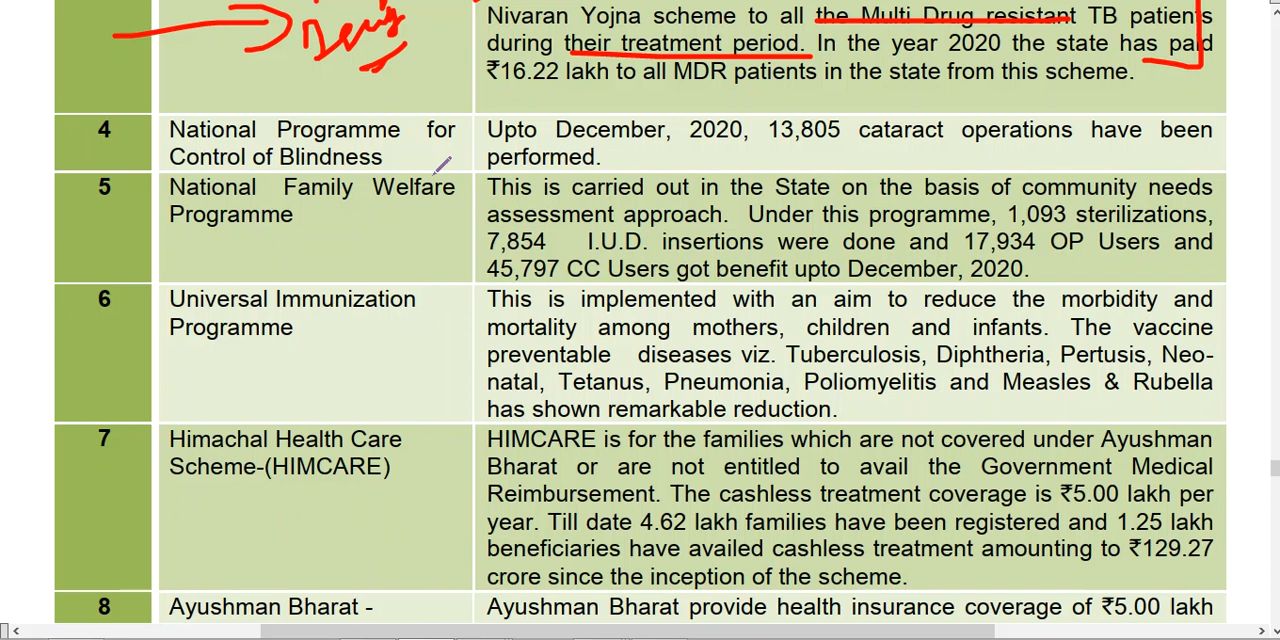 Nivaran Yojna scheme to all the Multi Drug resistant TB patients
during their treatment period. In the year 2020 the state has paid
₹16.22 lakh to all MDR patients in the state from this scheme.
Drug
4
National Programme for
Control of Blindness
Upto December, 2020, 13,805 cataract operations have been
performed.
5
National Family Welfare
Programme
This is carried out in the State on the basis of community needs
assessment approach. Under this programme, 1,093 sterilizations,
7,854 I.U.D. insertions were done and 17,934 OP Users and
45,797 CC Users got benefit upto December, 2020.
6
Universal Immunization
Programme
This is implemented with an aim to reduce the morbidity and
mortality among mothers, children and infants. The vaccine
preventable diseases viz. Tuberculosis, Diphtheria, Pertusis, Neo-
natal, Tetanus, Pneumonia, Poliomyelitis and Measles & Rubella
has shown remarkable reduction.
7
Himachal Health Care
Scheme-(HIMCARE)
HIMCARE is for the families which are not covered under Ayushman
Bharat or are not entitled to avail the Government Medical
Reimbursement. The cashless treatment coverage is ₹5.00 lakh per
year. Till date 4.62 lakh families have been registered and 1.25 lakh
beneficiaries have availed cashless treatment amounting to ₹129.27
crore since the inception of the scheme.
8
Ayushman Bharat -
Ayushman Bharat provide health insurance coverage of ₹5.00 lakh